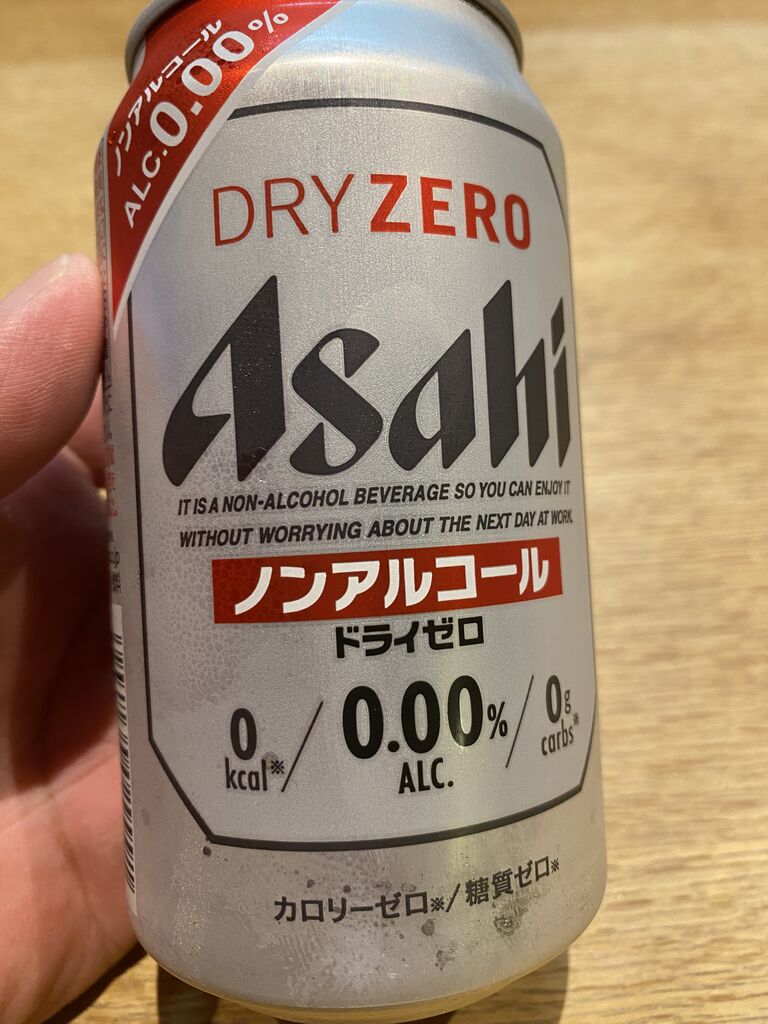 ノンアルコール
ALC.0.00%
DRY ZERO
Asahi
IT IS A NON-ALCOHOL BEVERAGE SO YOU CAN ENJOY IT
WITHOUT WORRYING ABOUT THE NEXT DAY AT WORK.
ノンアルコール
ドライゼロ
0kcal※/0.00%ALC./0g carbs※
カロリーゼロ※/糖質ゼロ※